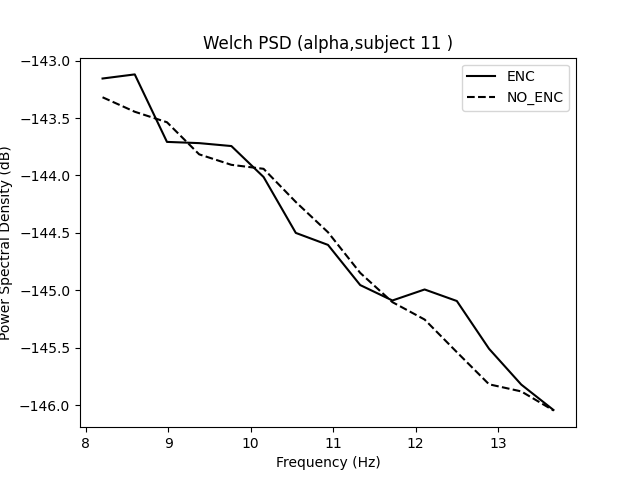 Welch PSD (alpha,subject 11 )
ENC
NO_ENC
Power Spectral Density (dB)
−143.0
−143.5
−144.0
−144.5
−145.0
−145.5
−146.0
8 9 10 11 12 13
Frequency (Hz)